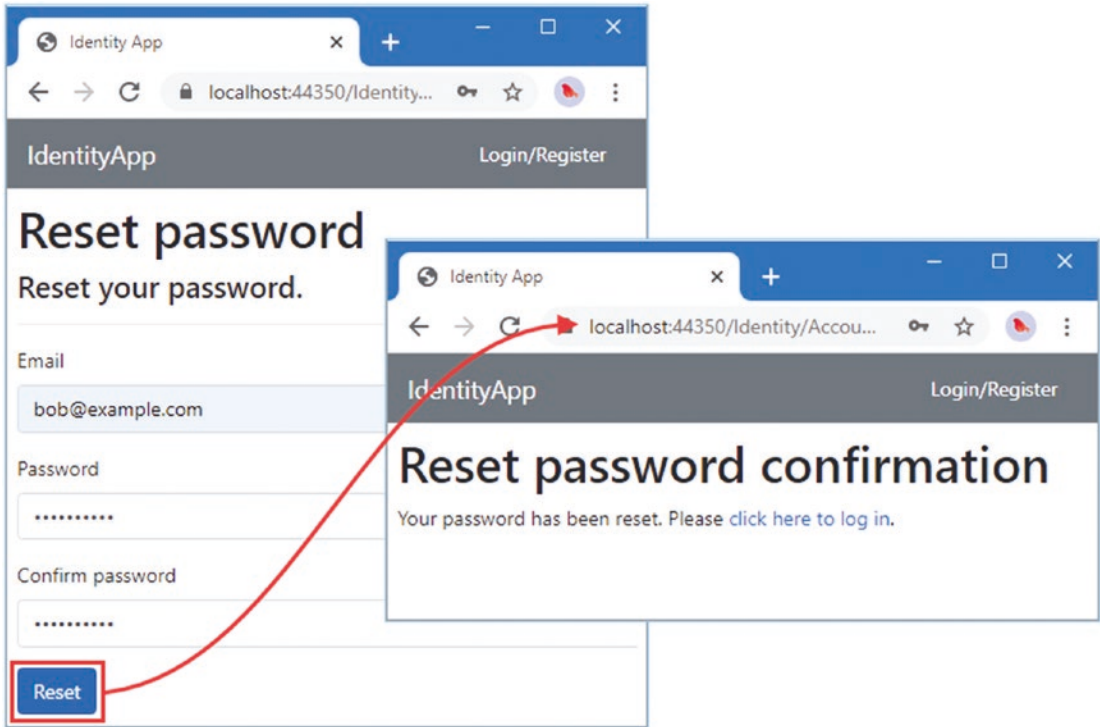 Identity App
localhost:44350/Identity...
IdentityApp Login/Register
Reset password
Reset your password.
Email
bob@example.com
Password
••••••••••
Confirm password
••••••••••
Reset
Identity App
localhost:44350/Identity/Accou...
IdentityApp Login/Register
Reset password confirmation
Your password has been reset. Please click here to log in.